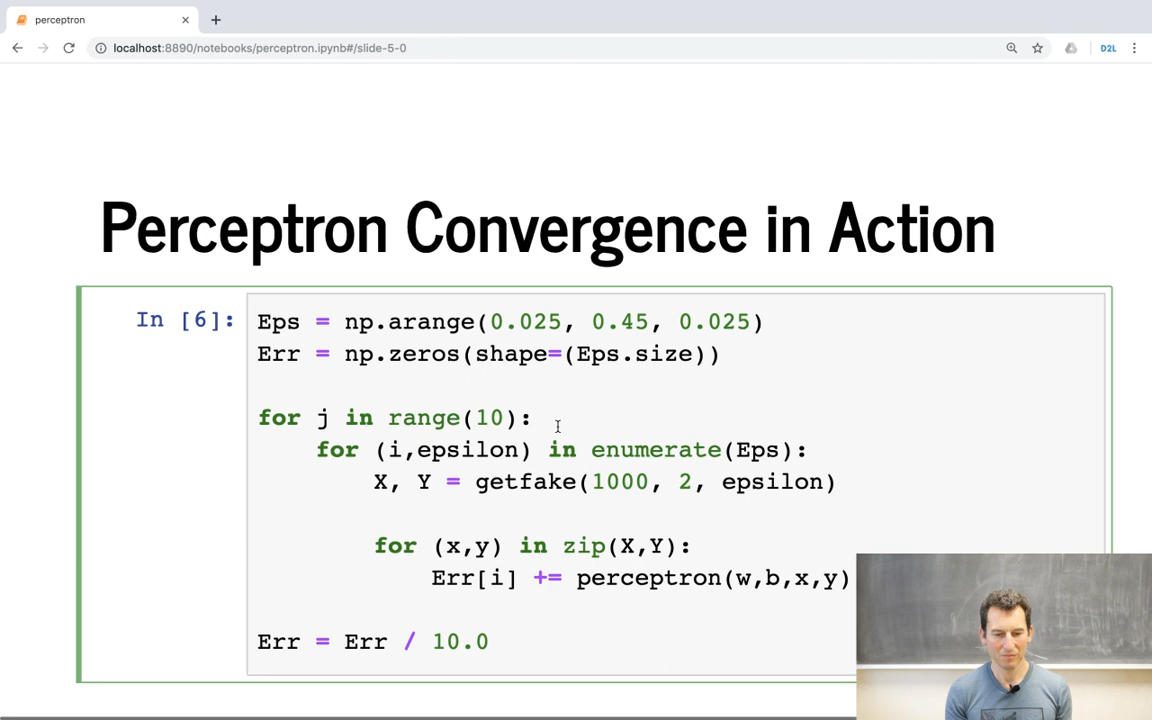 perceptron
localhost:8890/notebooks/perceptron.ipynb#/slide-5-0
D2L
Perceptron Convergence in Action
In [6]:
Eps = np.arange(0.025, 0.45, 0.025)
Err = np.zeros(shape=(Eps.size))
for j in range(10):
for (i,epsilon) in enumerate(Eps):
X, Y = getfake(1000, 2, epsilon)
for (x,y) in zip(X,Y):
Err[i] += perceptron(w,b,x,y)
Err = Err / 10.0